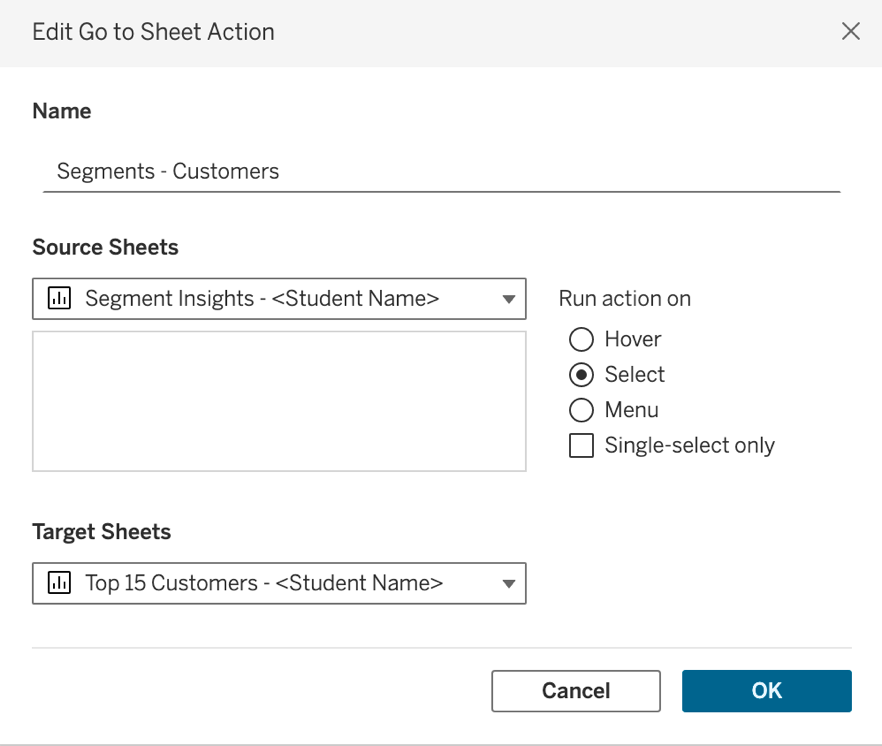 Edit Go to Sheet Action
Name
Segments - Customers
Source Sheets
Segment Insights - <Student Name>
Run action on
Hover
Select
Menu
Single-select only
Target Sheets
Top 15 Customers - <Student Name>
Cancel OK